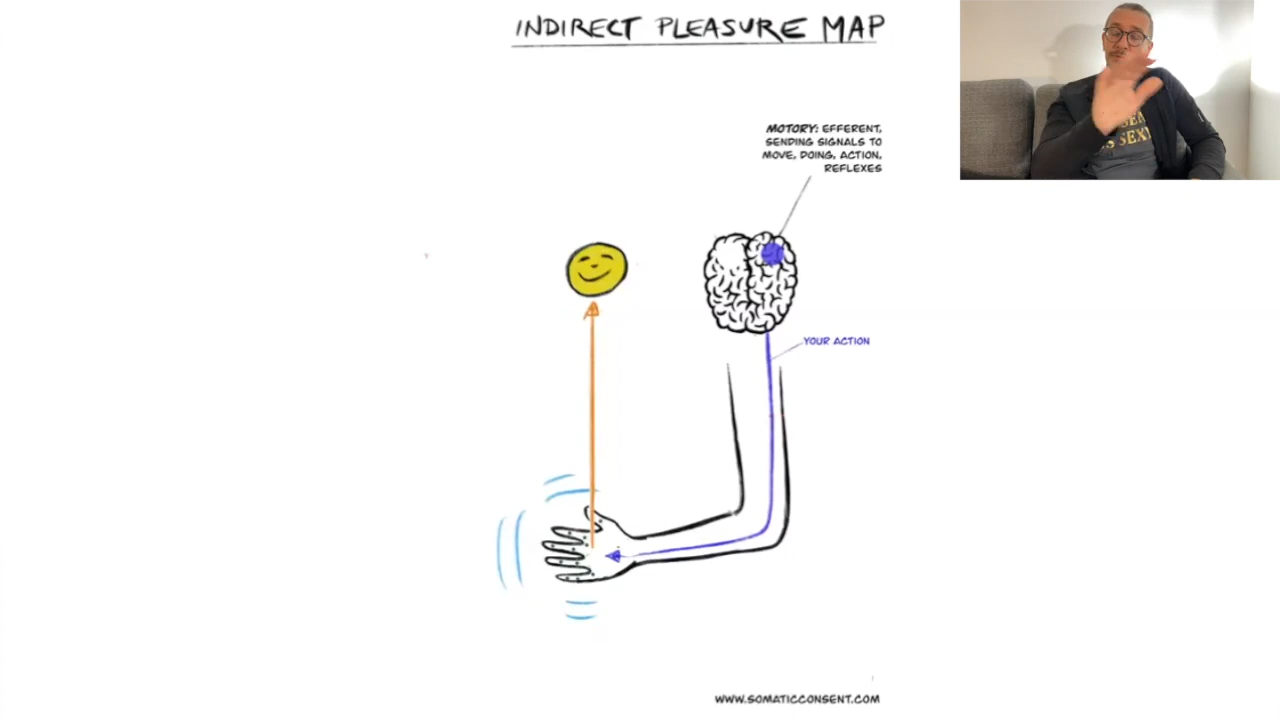 INDIRECT PLEASURE MAP
MOTORY: EFFERENT,
SENDING SIGNALS TO
MOVE, DOING, ACTION,
REFLEXES
YOUR ACTION
WWW.SOMATICCONSENT.COM